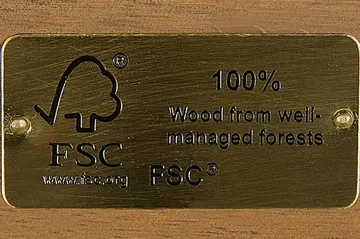 ®
FSC
www.fsc.org
100%
Wood from well-
managed forests
FSC®